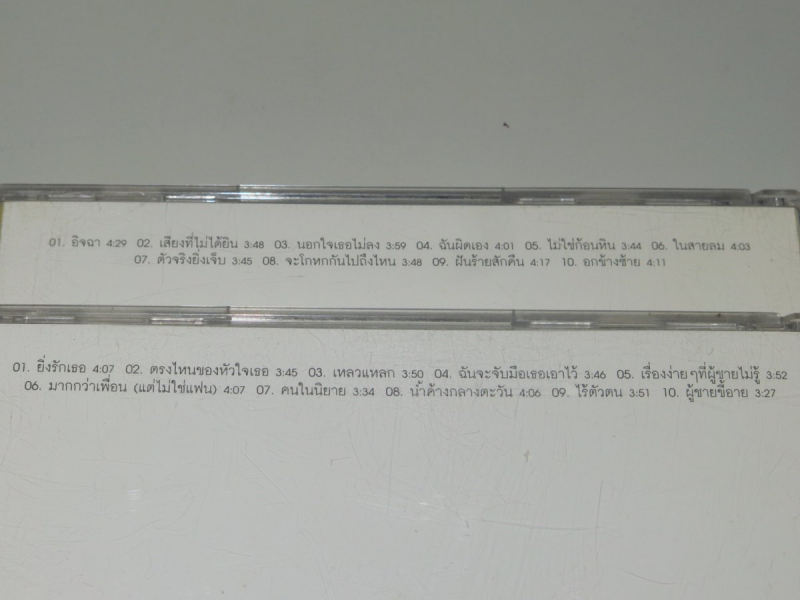 01. อิจฉา 4:29 02. เสียงที่ไม่ได้ยิน 3:48 03. นอกใจเธอไม่ลง 3:59 04. ฉันผิดเอง 4:01 05. ไม่ใช่ก้อนหิน 3:44 06. ในสายลม 4:03
07. ตัวจริงยิ่งเจ็บ 3:45 08. จะโกหกกันไปถึงไหน 3:48 09. ฝันร้ายสักคืน 4:17 10. อกข้างซ้าย 4:11
01. ยิ่งรักเธอ 4:07 02. ตรงไหนของหัวใจเธอ 3:45 03. เหลวแหลก 3:50 04. ฉันจะจับมือเธอเอาไว้ 3:46 05. เรื่องง่ายๆที่ผู้ชายไม่รู้ 3:52
06. มากกว่าเพื่อน (แต่ไม่ใช่แฟน) 4:07 07. คนในนิยาย 3:34 08. น้ำค้างกลางตะวัน 4:06 09. ไร้ตัวตน 3:51 10. ผู้ชายขี้อาย 3:27